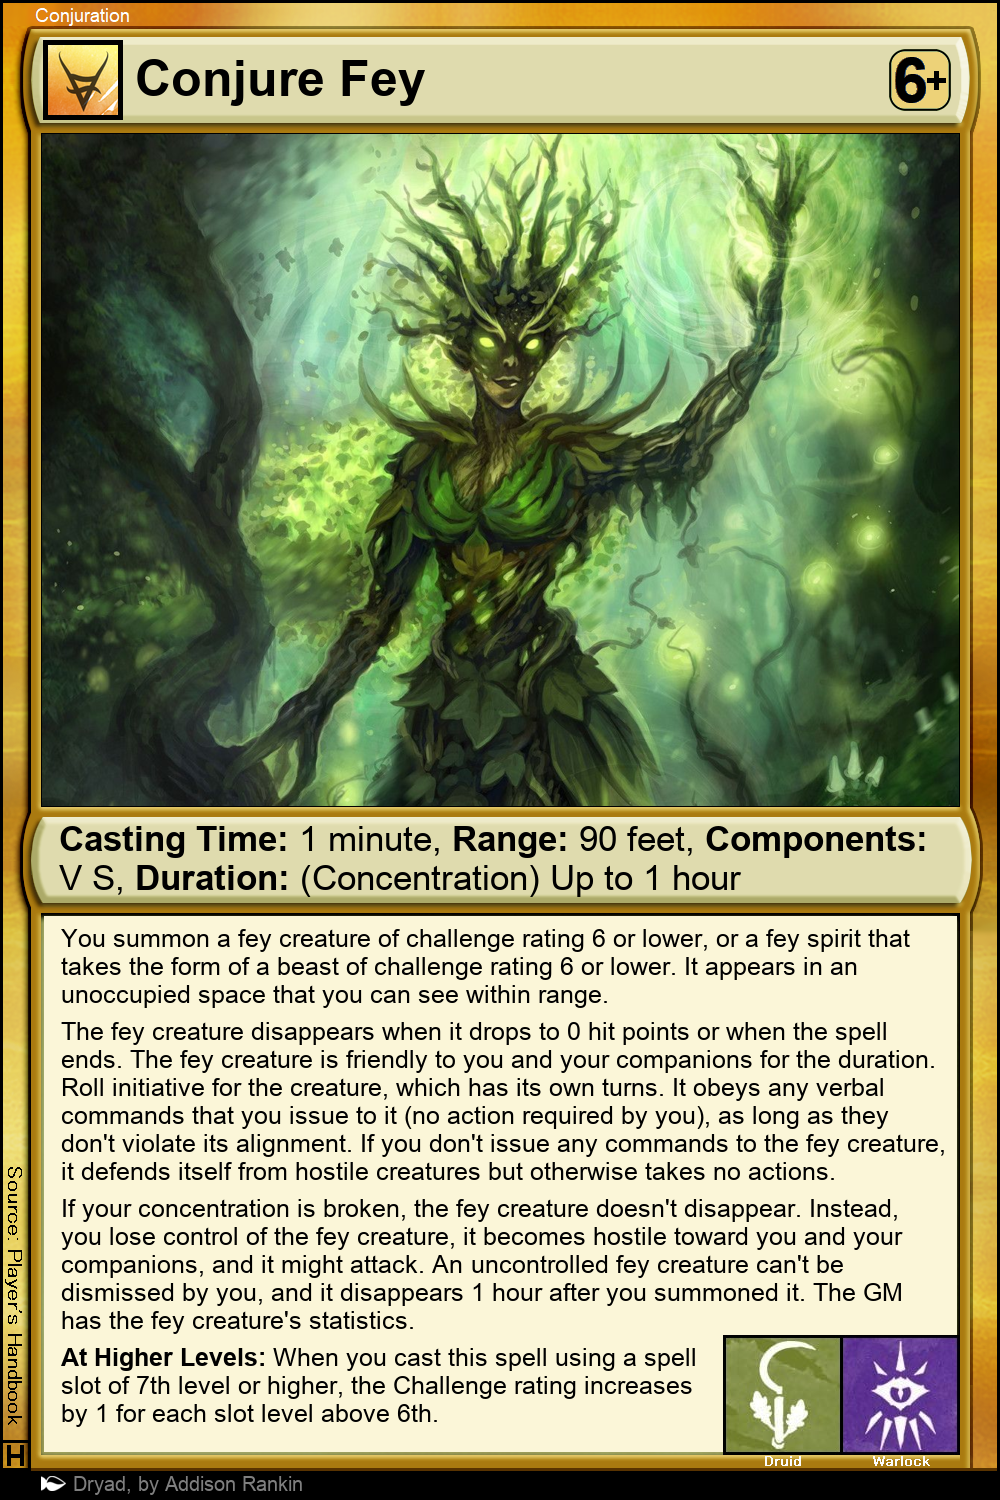 Conjuration
Conjure Fey
6+
Casting Time: 1 minute, Range: 90 feet, Components:
V S, Duration: (Concentration) Up to 1 hour
You summon a fey creature of challenge rating 6 or lower, or a fey spirit that
takes the form of a beast of challenge rating 6 or lower. It appears in an
unoccupied space that you can see within range.
The fey creature disappears when it drops to 0 hit points or when the spell
ends. The fey creature is friendly to you and your companions for the duration.
Roll initiative for the creature, which has its own turns. It obeys any verbal
commands that you issue to it (no action required by you), as long as they
don't violate its alignment. If you don't issue any commands to the fey creature,
it defends itself from hostile creatures but otherwise takes no actions.
If your concentration is broken, the fey creature doesn't disappear. Instead,
you lose control of the fey creature, it becomes hostile toward you and your
companions, and it might attack. An uncontrolled fey creature can't be
dismissed by you, and it disappears 1 hour after you summoned it. The GM
has the fey creature's statistics.
At Higher Levels: When you cast this spell using a spell
slot of 7th level or higher, the Challenge rating increases
by 1 for each slot level above 6th.
Druid
Warlock
Source: Player's Handbook
H
Dryad, by Addison Rankin